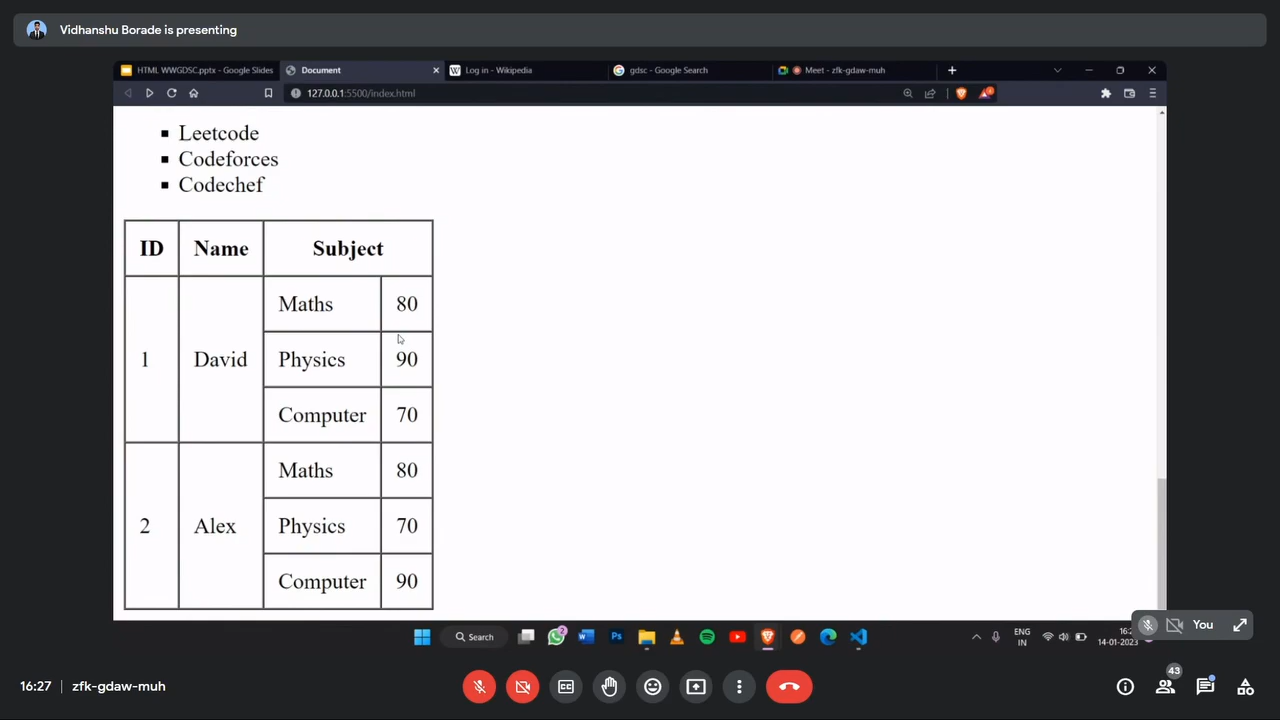 Vidhanshu Borade is presenting
HTML WWGDSC.pptx - Google Slides
Document
Log in - Wikipedia
gdsc - Google Search
Meet - zfk-gdaw-muh
127.0.0.1:5500/index.html
Leetcode
Codeforces
Codechef
ID Name Subject
1 David Maths 80
Physics 90
Computer 70
2 Alex Maths 80
Physics 70
Computer 90
You
Search
2
ENG
IN
14-01-2023
16:27 | zfk-gdaw-muh
43